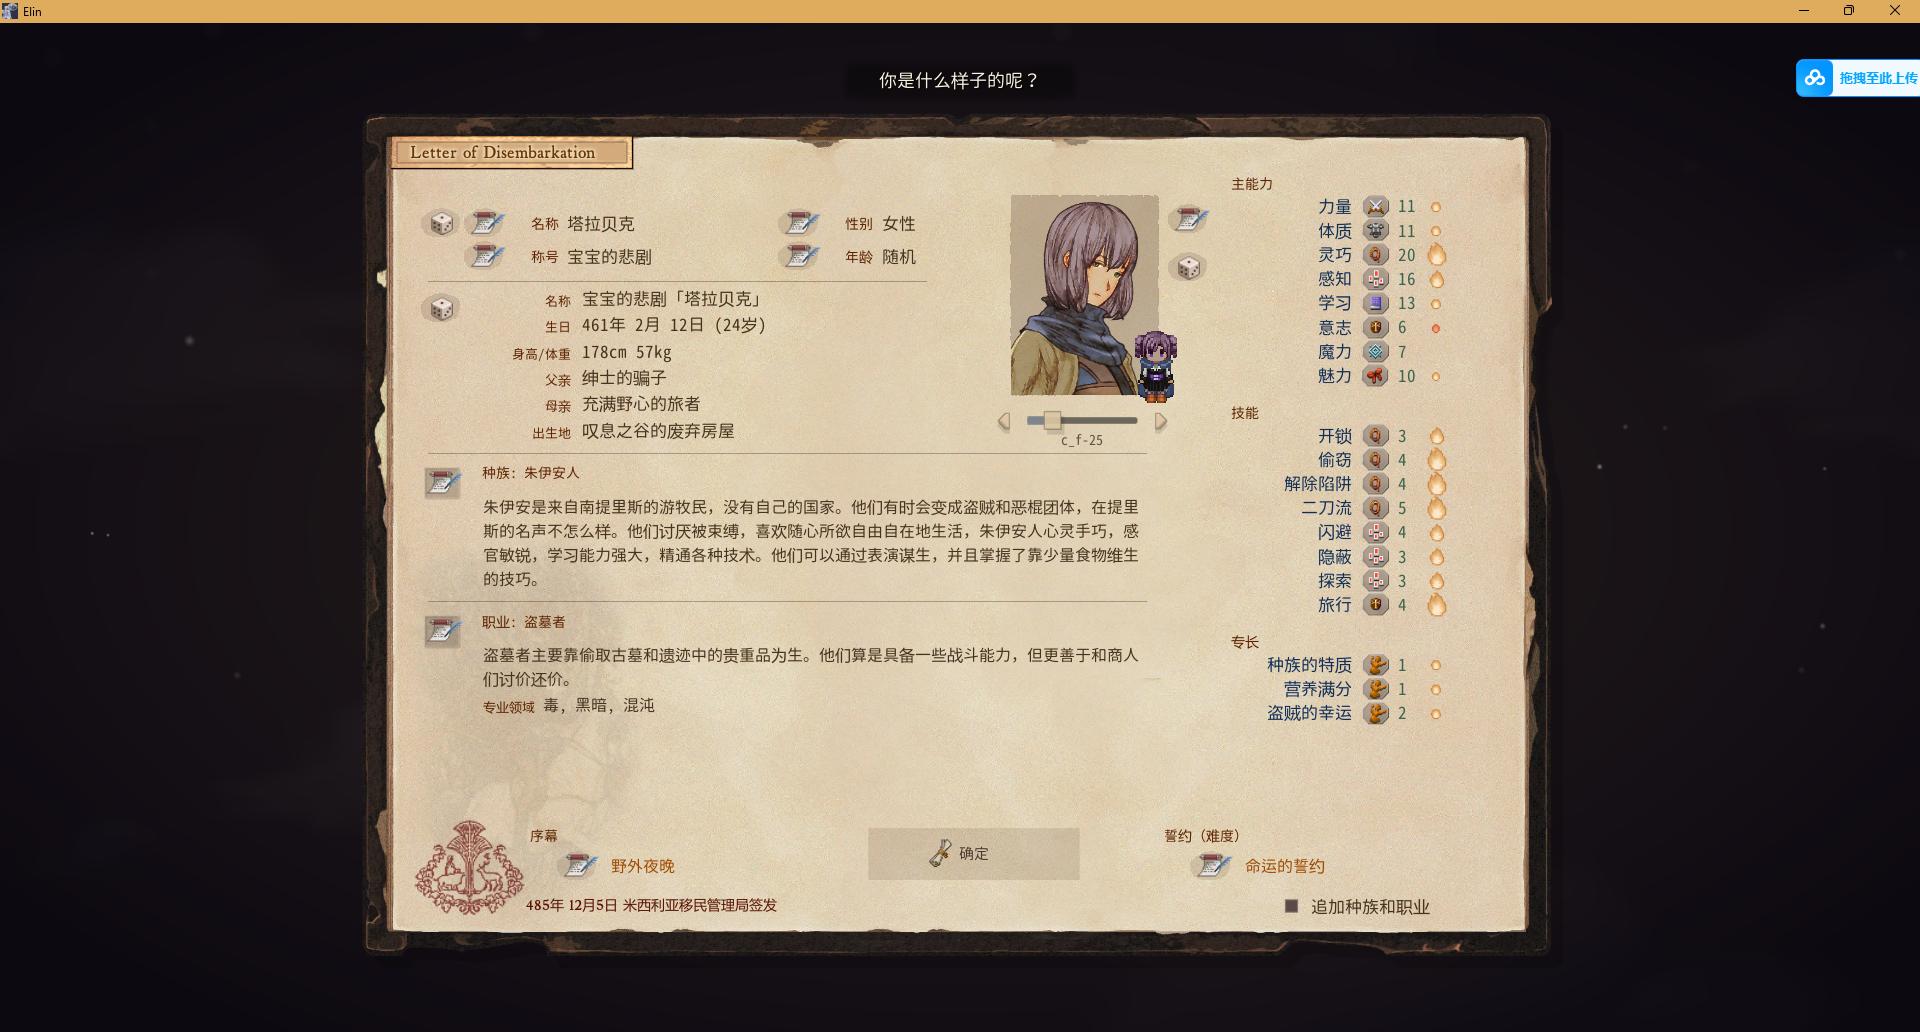 Elin
你是什么样子的呢？
拖拽至此上传
Letter of Disembarkation
名称 塔拉贝克
性别 女性
称号 宝宝的悲剧
年龄 随机
名称 宝宝的悲剧「塔拉贝克」
生日 461年 2月 12日 (24岁)
身高/体重 178cm 57kg
父亲 绅士的骗子
母亲 充满野心的旅者
出生地 叹息之谷的废弃房屋
c_f-25
种族：朱伊安人
朱伊安是来自南提里斯的游牧民，没有自己的国家。他们有时会变成盗贼和恶棍团体，在提里
斯的名声不怎么样。他们讨厌被束缚，喜欢随心所欲自由自在地生活，朱伊安人心灵手巧，感
官敏锐，学习能力强大，精通各种技术。他们可以通过表演谋生，并且掌握了靠少量食物维生
的技巧。
职业：盗墓者
盗墓者主要靠偷取古墓和遗迹中的贵重品为生。他们算是具备一些战斗能力，但更善于和商人
们讨价还价。
专业领域 毒，黑暗，混沌
主能力
力量 11
体质 11
灵巧 20
感知 16
学习 13
意志 6
魔力 7
魅力 10
技能
开锁 3
偷窃 4
解除陷阱 4
二刀流 5
闪避 4
隐蔽 3
探索 3
旅行 4
专长
种族的特质 1
营养满分 1
盗贼的幸运 2
序幕
野外夜晚
确定
誓约（难度）
命运的誓约
485年 12月5日 米西利亚移民管理局签发
追加种族和职业